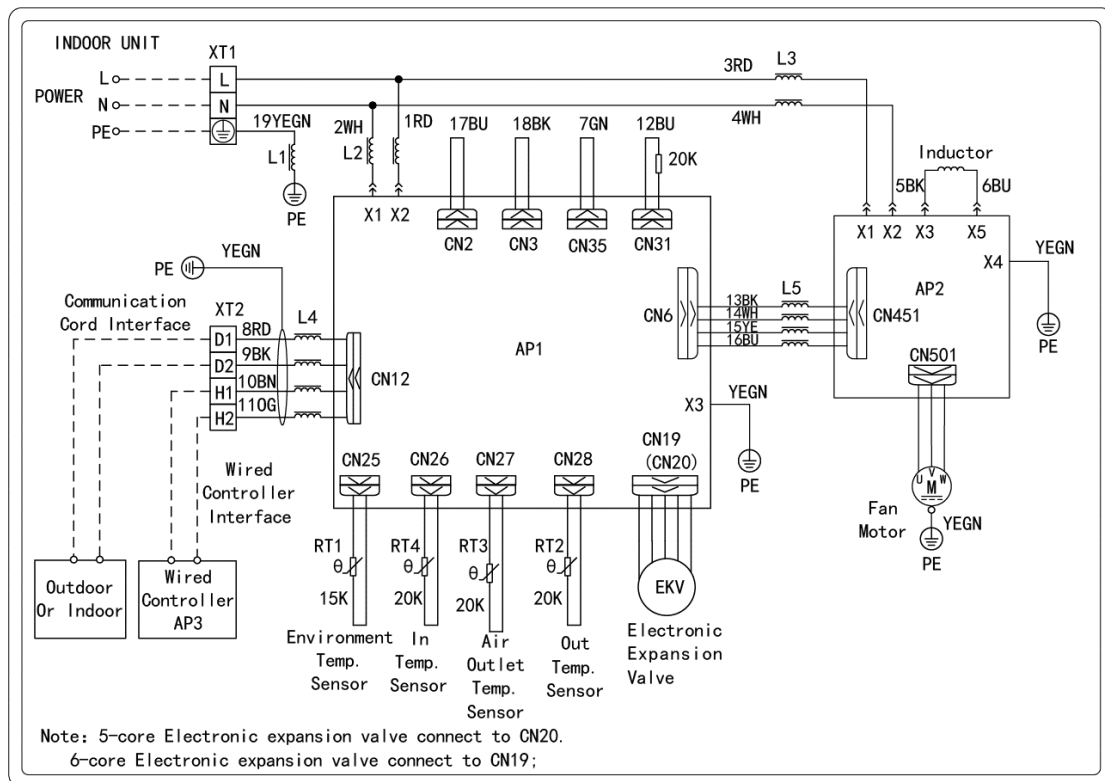 INDOOR UNIT
XT1
POWER
L
N
PE
L
N
19YEGN
L1
PE
2WH
L2
1RD
3RD
L3
4WH
17BU
18BK
7GN
12BU
20K
Inductor
5BK
6BU
X1
X2
CN2
CN3
CN35
CN31
X1
X2
X3
X5
X4
YEGN
PE
PE
YEGN
Communication
Cord Interface
XT2
L4
D1
8RD
D2
9BK
H1
10BN
H2
11OG
CN12
AP1
CN6
13BK
14WH
15YE
16BU
L5
CN451
AP2
CN501
X3
YEGN
PE
U
V
W
M
Fan
Motor
YEGN
PE
Wired
Controller
Interface
CN25
CN26
CN27
CN28
CN19
(CN20)
RT1
θ
15K
RT4
θ
20K
RT3
θ
20K
RT2
θ
20K
EKV
Outdoor
Or Indoor
Wired
Controller
AP3
Environment
Temp.
Sensor
In
Temp.
Sensor
Air
Outlet
Temp.
Sensor
Out
Temp.
Sensor
Electronic
Expansion
Valve
Note: 5-core Electronic expansion valve connect to CN20.
6-core Electronic expansion valve connect to CN19;